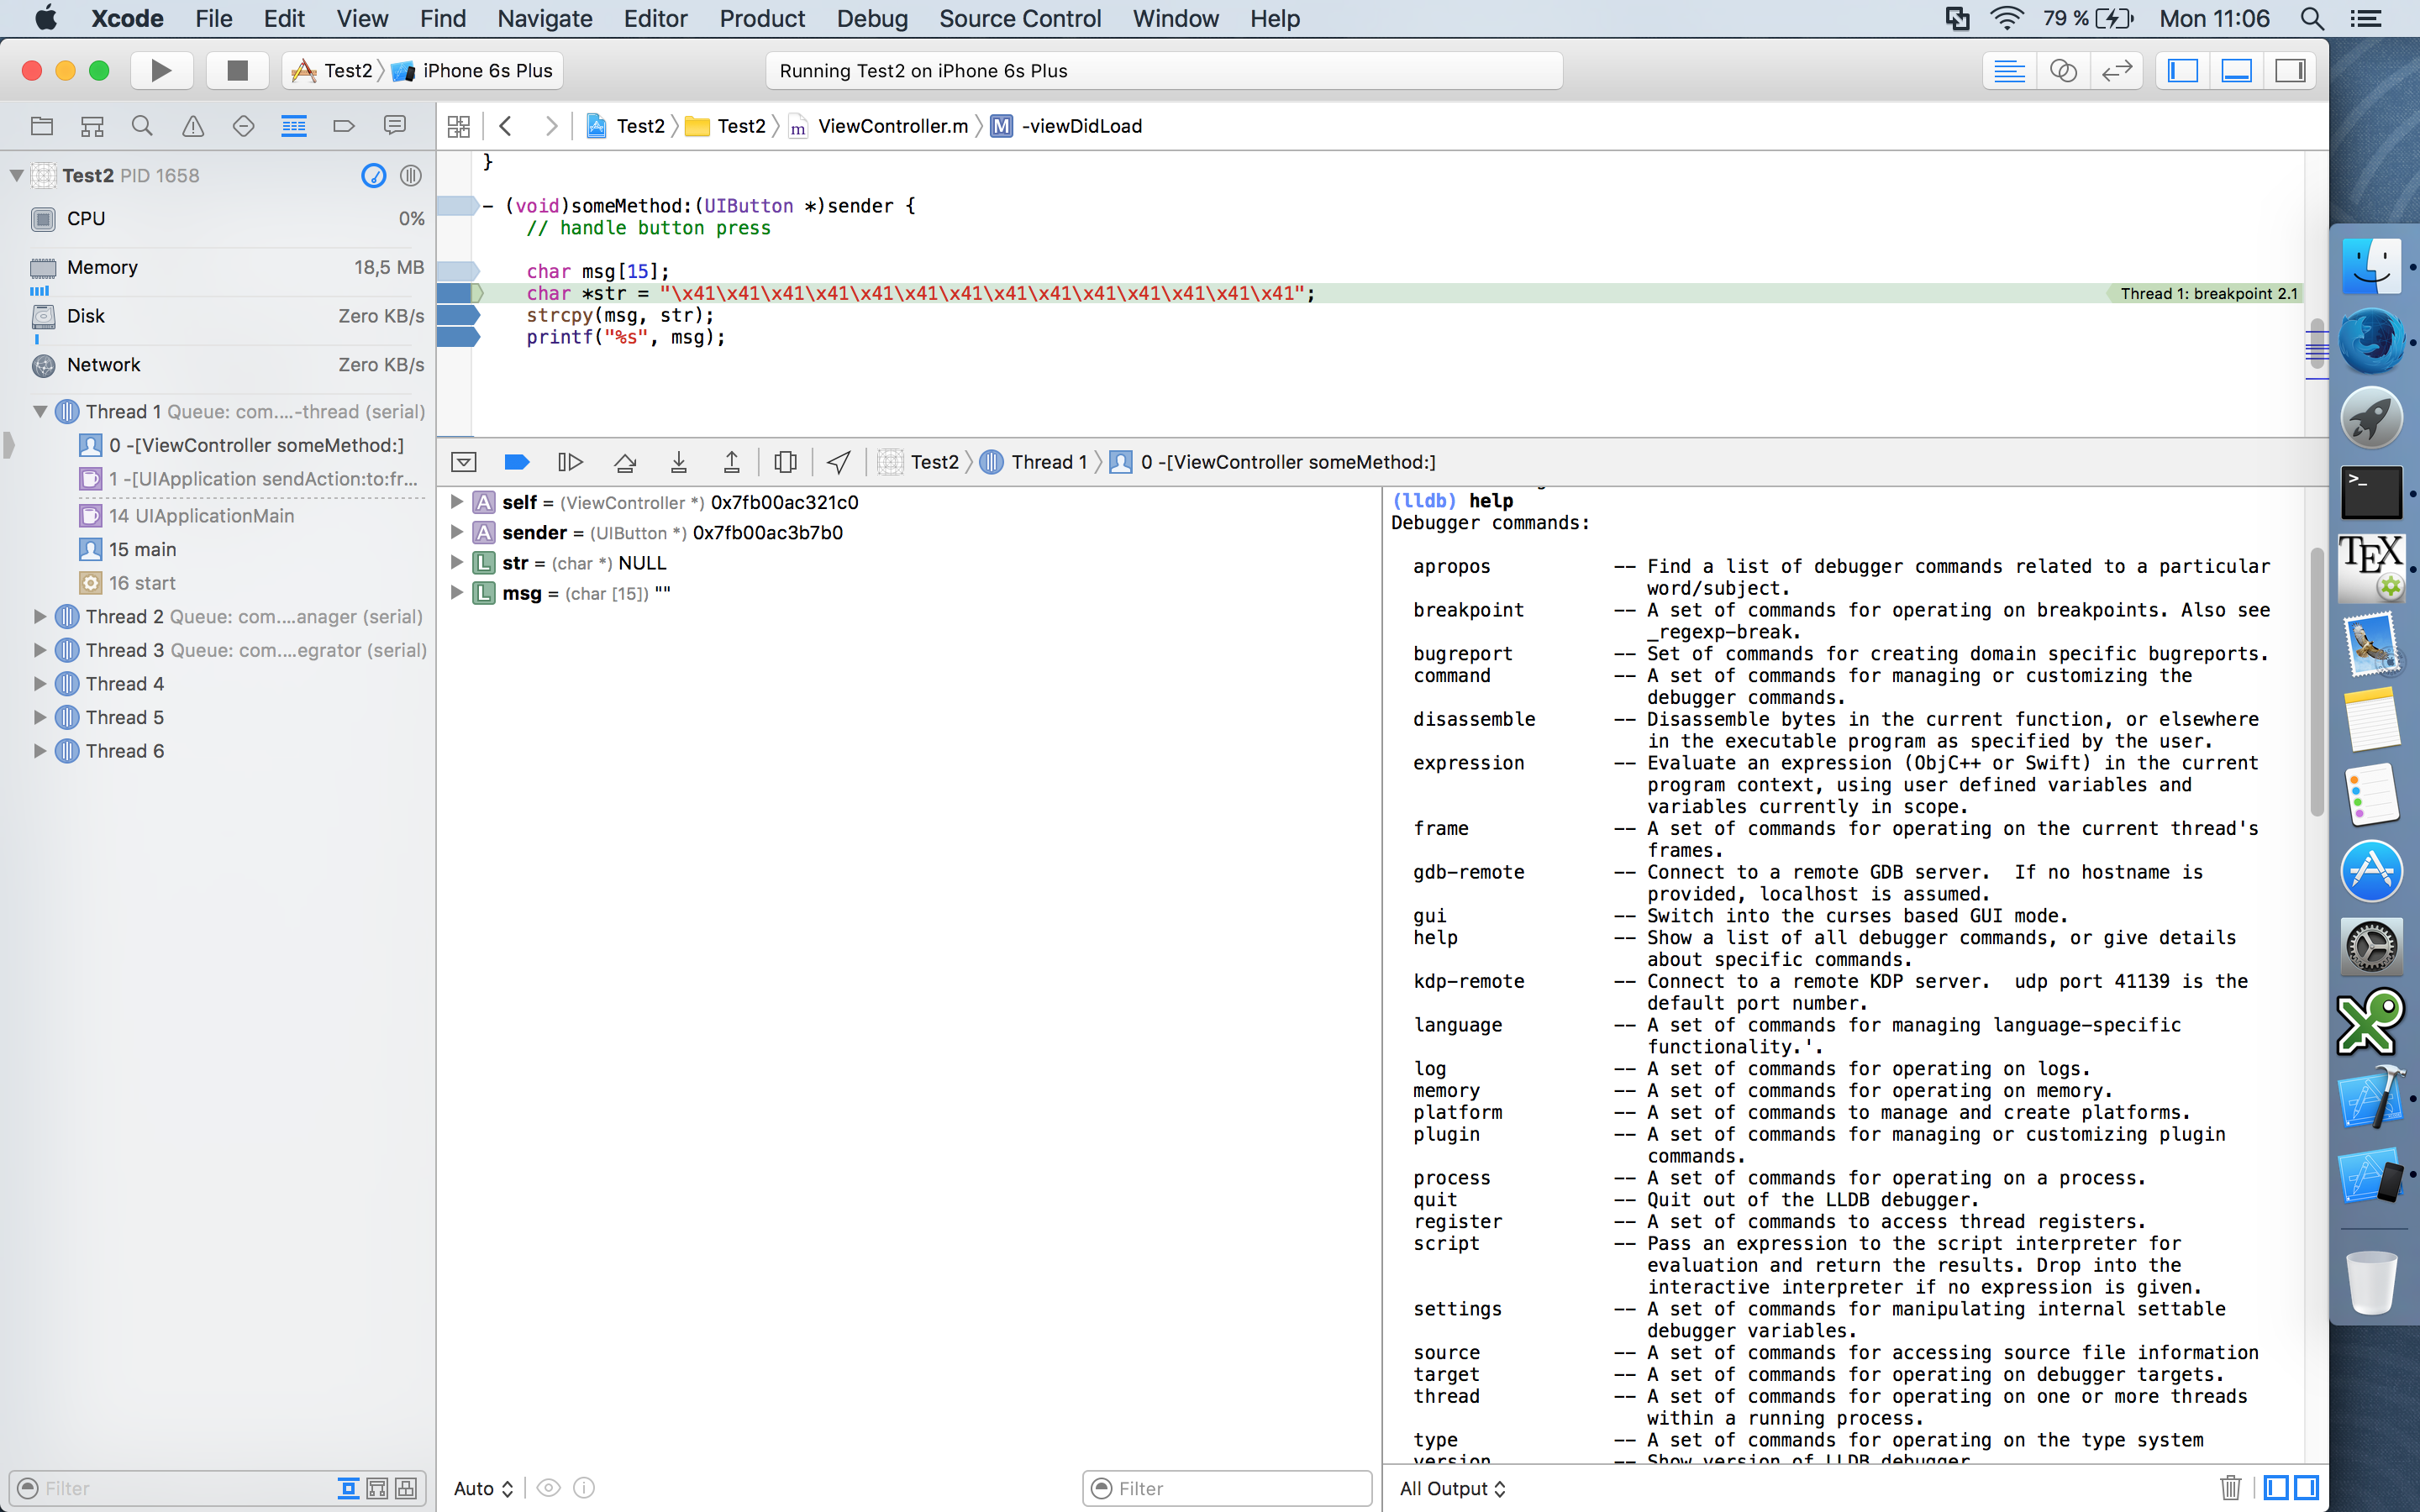 Xcode File Edit View Find Navigate Editor Product Debug Source Control Window Help 79 % Mon 11:06
Test2 iPhone 6s Plus Running Test2 on iPhone 6s Plus
Test2 Test2 ViewController.m -viewDidLoad
Test2 PID 1658
CPU 0%
Memory 18,5 MB
Disk Zero KB/s
Network Zero KB/s
Thread 1 Queue: com....-thread (serial)
0 -[ViewController someMethod:]
1 -[UIApplication sendAction:to:fr...
14 UIApplicationMain
15 main
16 start
Thread 2 Queue: com....anager (serial)
Thread 3 Queue: com....egrator (serial)
Thread 4
Thread 5
Thread 6
Filter
}
- (void)someMethod:(UIButton *)sender {
// handle button press
char msg[15];
char *str = "\x41\x41\x41\x41\x41\x41\x41\x41\x41\x41\x41\x41\x41\x41"; Thread 1: breakpoint 2.1
strcpy(msg, str);
printf("%s", msg);
Test2 Thread 1 0 -[ViewController someMethod:]
A self = (ViewController *) 0x7fb00ac321c0
A sender = (UIButton *) 0x7fb00ac3b7b0
L str = (char *) NULL
L msg = (char [15]) ""
Auto Filter
(lldb) help
Debugger commands:
apropos -- Find a list of debugger commands related to a particular
word/subject.
breakpoint -- A set of commands for operating on breakpoints. Also see
_regexp-break.
bugreport -- Set of commands for creating domain specific bugreports.
command -- A set of commands for managing or customizing the
debugger commands.
disassemble -- Disassemble bytes in the current function, or elsewhere
in the executable program as specified by the user.
expression -- Evaluate an expression (ObjC++ or Swift) in the current
program context, using user defined variables and
variables currently in scope.
frame -- A set of commands for operating on the current thread's
frames.
gdb-remote -- Connect to a remote GDB server. If no hostname is
provided, localhost is assumed.
gui -- Switch into the curses based GUI mode.
help -- Show a list of all debugger commands, or give details
about specific commands.
kdp-remote -- Connect to a remote KDP server. udp port 41139 is the
default port number.
language -- A set of commands for managing language-specific
functionality.'.
log -- A set of commands for operating on logs.
memory -- A set of commands for operating on memory.
platform -- A set of commands to manage and create platforms.
plugin -- A set of commands for managing or customizing plugin
commands.
process -- A set of commands for operating on a process.
quit -- Quit out of the LLDB debugger.
register -- A set of commands to access thread registers.
script -- Pass an expression to the script interpreter for
evaluation and return the results. Drop into the
interactive interpreter if no expression is given.
settings -- A set of commands for manipulating internal settable
debugger variables.
source -- A set of commands for accessing source file information
target -- A set of commands for operating on debugger targets.
thread -- A set of commands for operating on one or more threads
within a running process.
type -- A set of commands for operating on the type system
version -- Show version of LLDB debugger
All Output
TEX